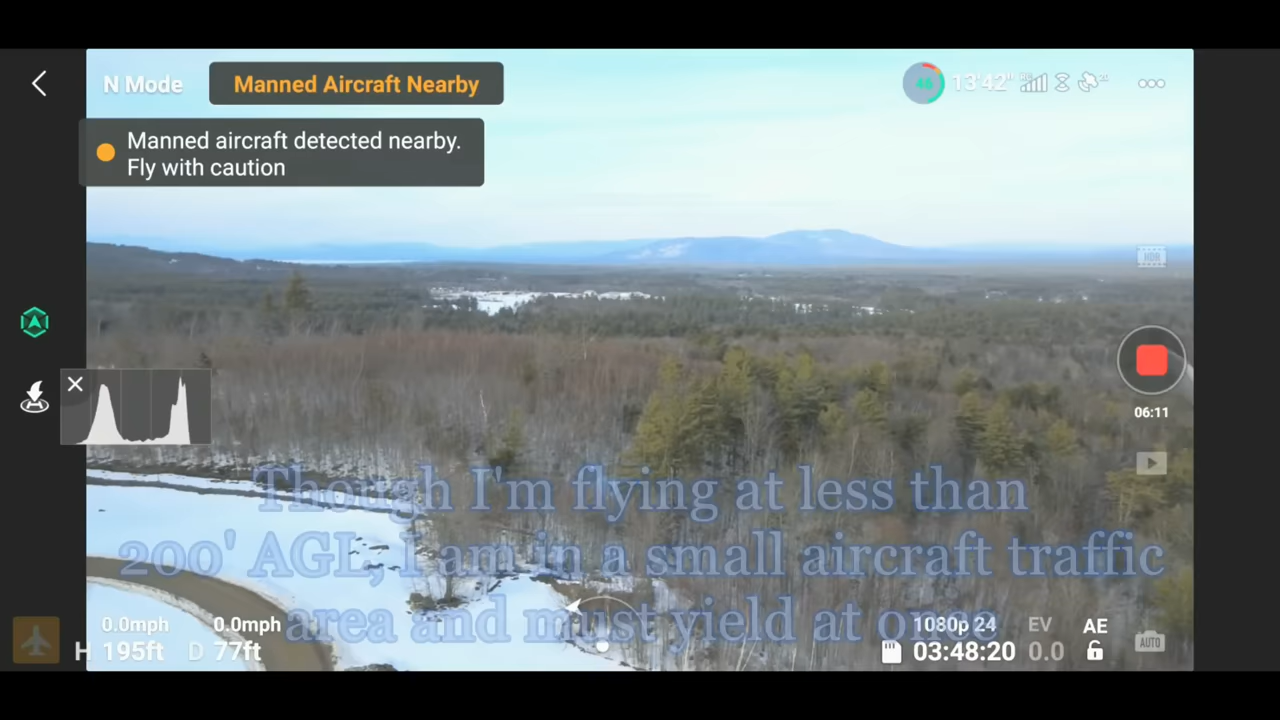 N Mode
Manned Aircraft Nearby
46
13'42"
Manned aircraft detected nearby.
Fly with caution
HDR
06:11
Though I'm flying at less than
200' AGL, I am in a small aircraft traffic
area and must yield at once
0.0mph 0.0mph
H 195ft D 77ft
1080p 24 EV AE
03:48:20 0.0
AUTO